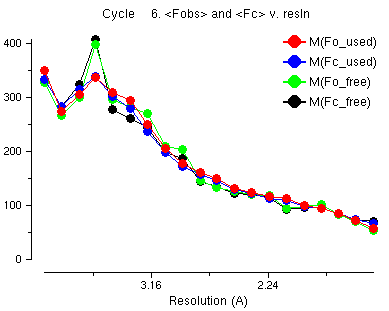 Cycle 6. <Fobs> and <Fc> v. resln
400
300
200
100
0
M(Fo_used)
M(Fc_used)
M(Fo_free)
M(Fc_free)
3.16
2.24
Resolution (A)